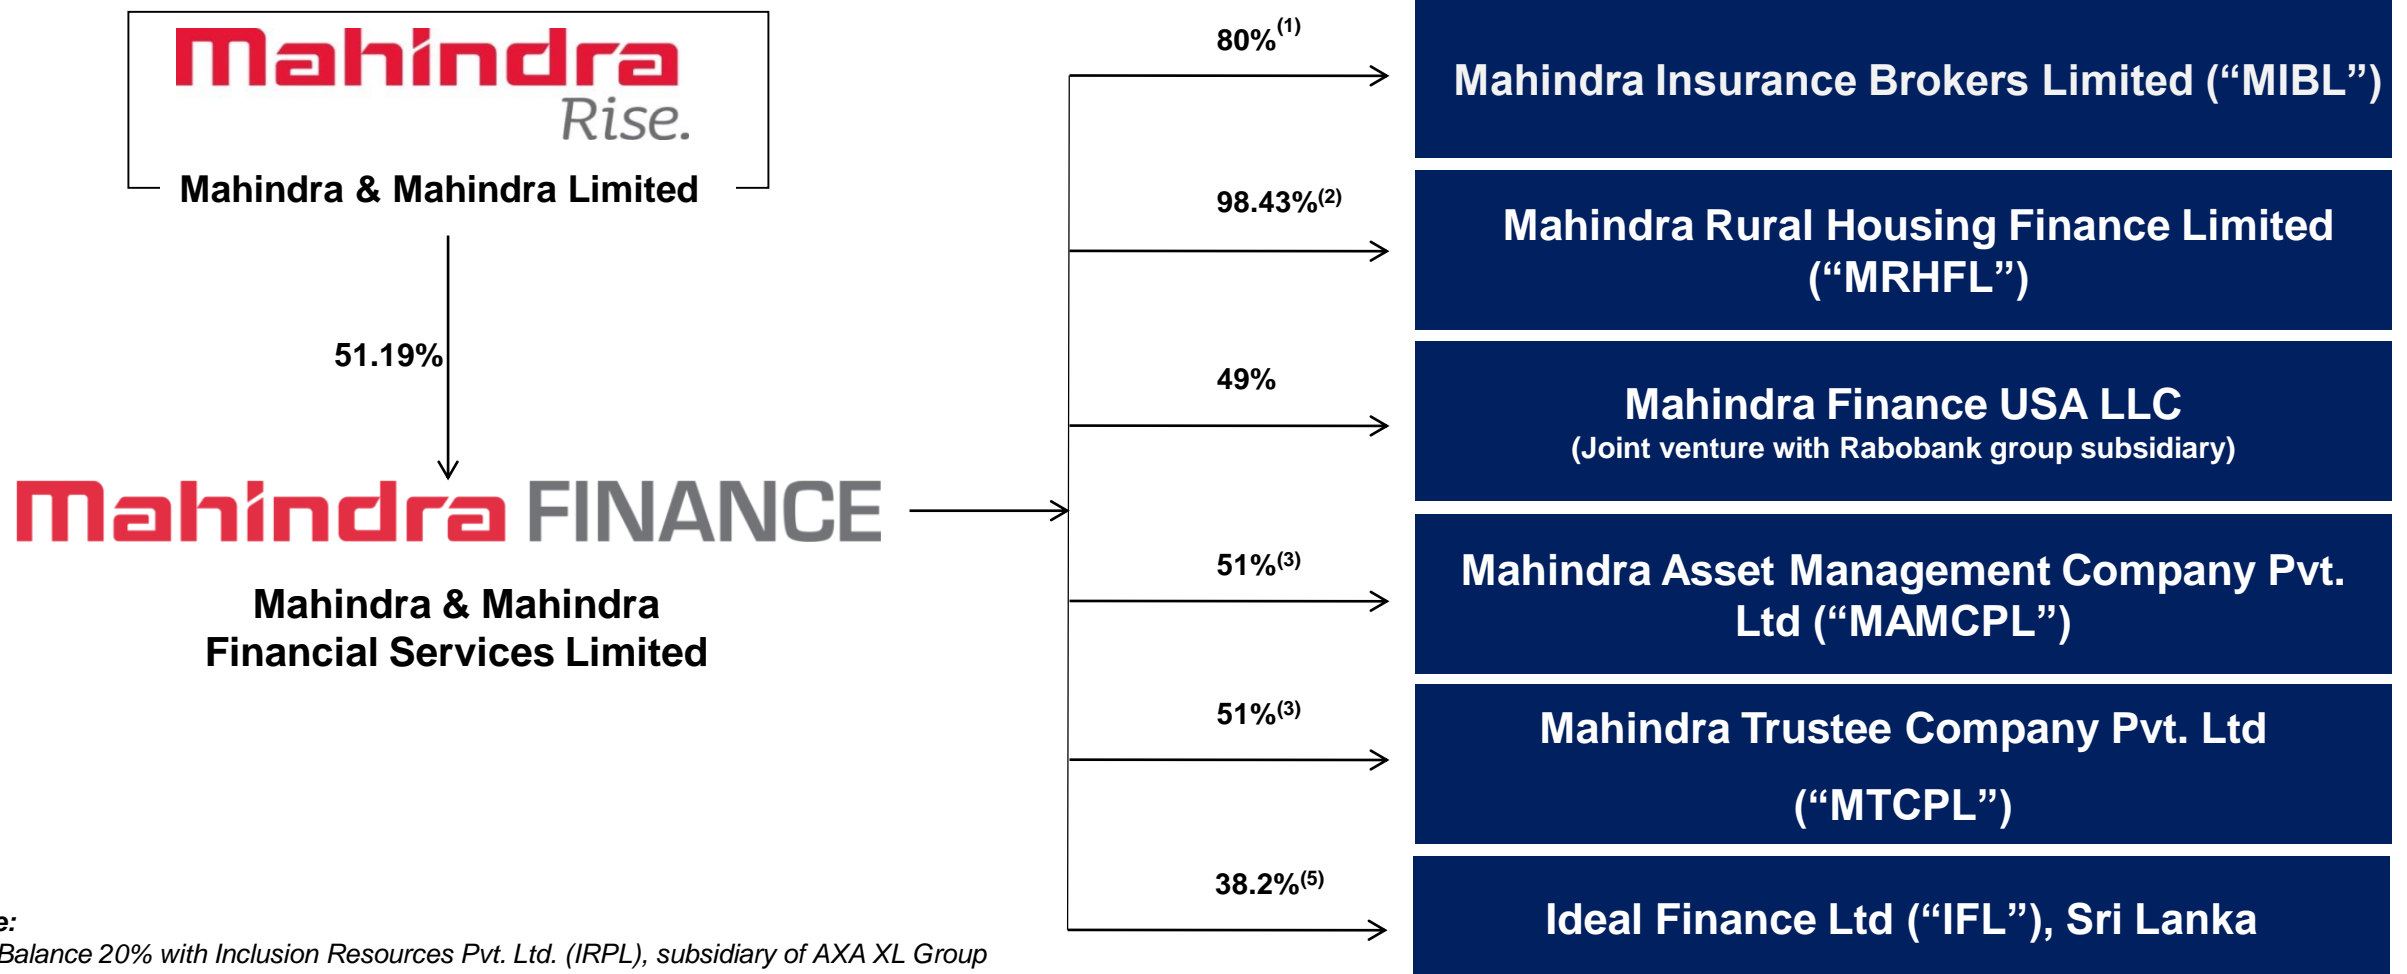 Mahindra
Rise.
Mahindra & Mahindra Limited
51.19%
Mahindra FINANCE
Mahindra & Mahindra
Financial Services Limited
80%(1)
Mahindra Insurance Brokers Limited (“MIBL”)
98.43%(2)
Mahindra Rural Housing Finance Limited
(“MRHFL”)
49%
Mahindra Finance USA LLC
(Joint venture with Rabobank group subsidiary)
51%(3)
Mahindra Asset Management Company Pvt.
Ltd (“MAMCPL”)
51%(3)
Mahindra Trustee Company Pvt. Ltd
(“MTCPL”)
38.2%(5)
Ideal Finance Ltd (“IFL”), Sri Lanka
Balance 20% with Inclusion Resources Pvt. Ltd. (IRPL), subsidiary of AXA XL Group